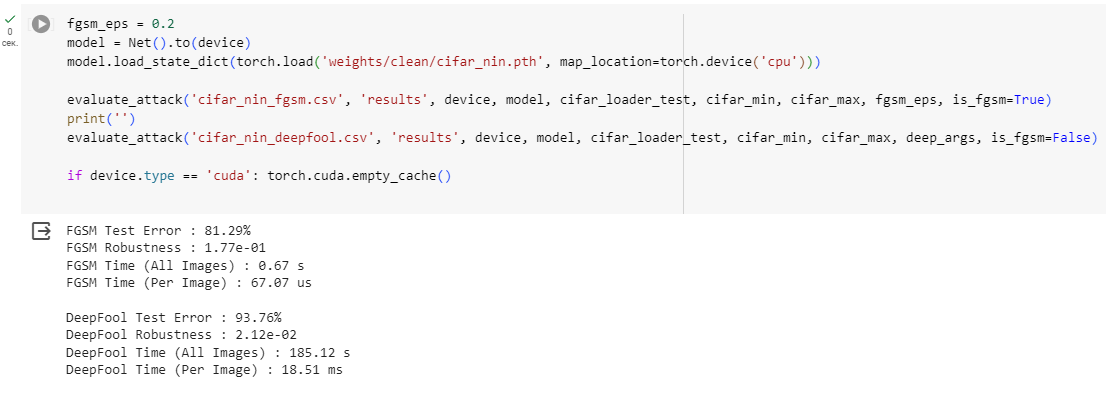 0
сек.
fgsm_eps = 0.2
model = Net().to(device)
model.load_state_dict(torch.load('weights/clean/cifar_nin.pth', map_location=torch.device('cpu')))
evaluate_attack('cifar_nin_fgsm.csv', 'results', device, model, cifar_loader_test, cifar_min, cifar_max, fgsm_eps, is_fgsm=True)
print('')
evaluate_attack('cifar_nin_deepfool.csv', 'results', device, model, cifar_loader_test, cifar_min, cifar_max, deep_args, is_fgsm=False)
if device.type == 'cuda': torch.cuda.empty_cache()
FGSM Test Error : 81.29%
FGSM Robustness : 1.77e-01
FGSM Time (All Images) : 0.67 s
FGSM Time (Per Image) : 67.07 us
DeepFool Test Error : 93.76%
DeepFool Robustness : 2.12e-02
DeepFool Time (All Images) : 185.12 s
DeepFool Time (Per Image) : 18.51 ms